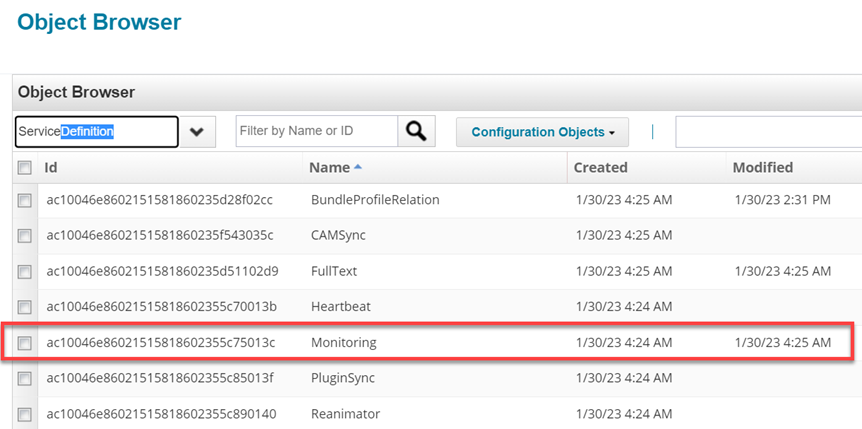 Object Browser
Object Browser
ServiceDefinition Filter by Name or ID Configuration Objects
Id Name Created Modified
ac10046e8602151581860235d28f02cc BundleProfileRelation 1/30/23 4:25 AM 1/30/23 2:31 PM
ac10046e8602151581860235f543035c CAMSync 1/30/23 4:25 AM
ac10046e8602151581860235d51102d9 FullText 1/30/23 4:25 AM 1/30/23 4:25 AM
ac10046e86021515818602355c70013b Heartbeat 1/30/23 4:24 AM
ac10046e86021515818602355c75013c Monitoring 1/30/23 4:24 AM 1/30/23 4:25 AM
ac10046e86021515818602355c85013f PluginSync 1/30/23 4:24 AM
ac10046e86021515818602355c890140 Reanimator 1/30/23 4:24 AM